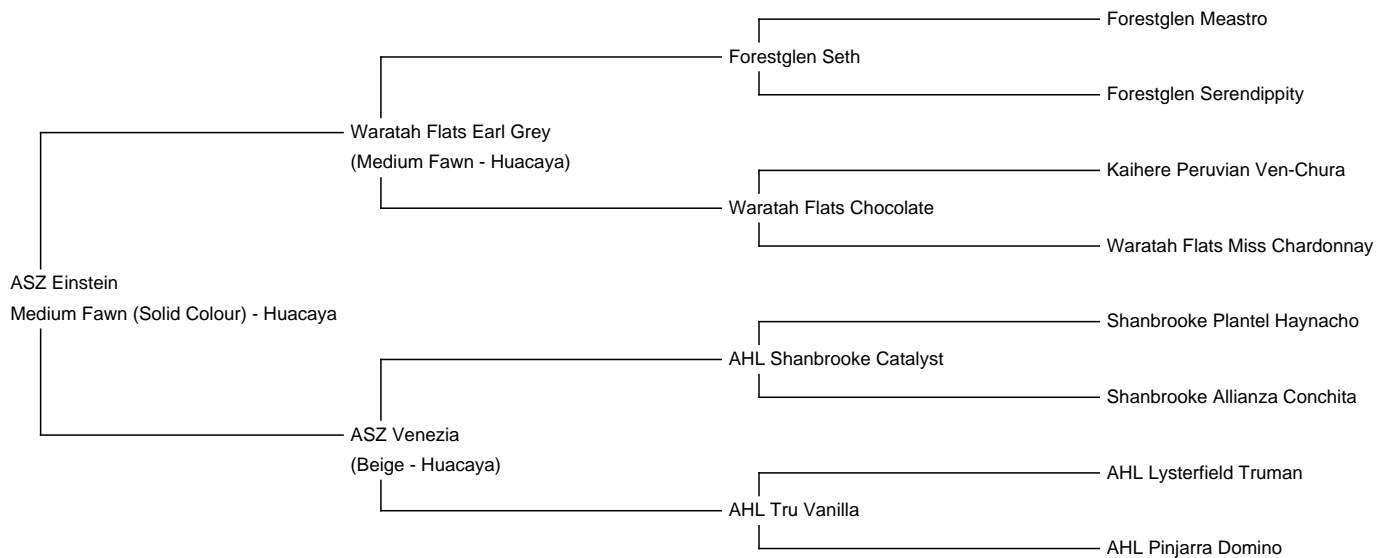 Forestglen Meastro
Forestglen Seth
Forestglen Serendippity
Waratah Flats Earl Grey
(Medium Fawn - Huacaya)
Kaihere Peruvian Ven-Chura
Waratah Flats Chocolate
Waratah Flats Miss Chardonnay
ASZ Einstein
Medium Fawn (Solid Colour) - Huacaya
Shanbrooke Plantel Haynacho
AHL Shanbrooke Catalyst
Shanbrooke Allianza Conchita
ASZ Venezia
(Beige - Huacaya)
AHL Lysterfield Truman
AHL Tru Vanilla
AHL Pinjarra Domino